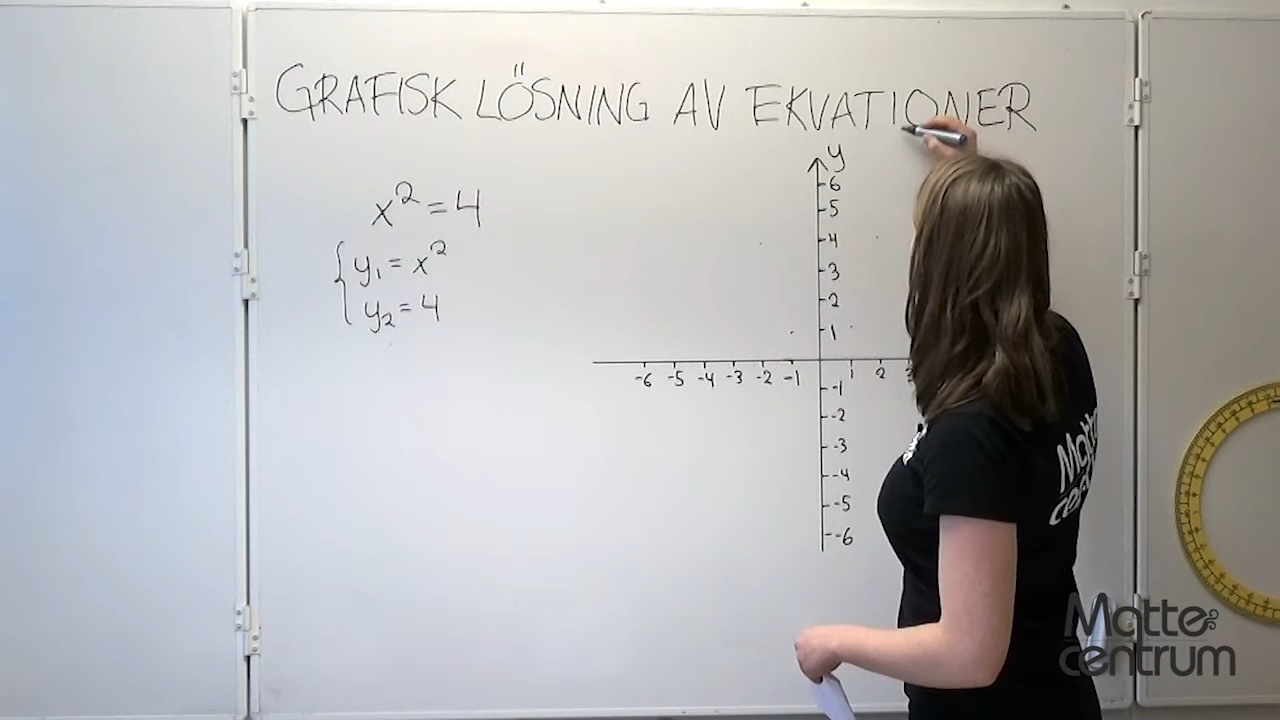 GRAFISK LÖSNING AV EKVATIONER
x² = 4
y₁ = x²
y₂ = 4
y
6
5
4
3
2
1
-6 -5 -4 -3 -2 -1 1 2
-1
-2
-3
-4
-5
-6
Matte
Matte
centrum